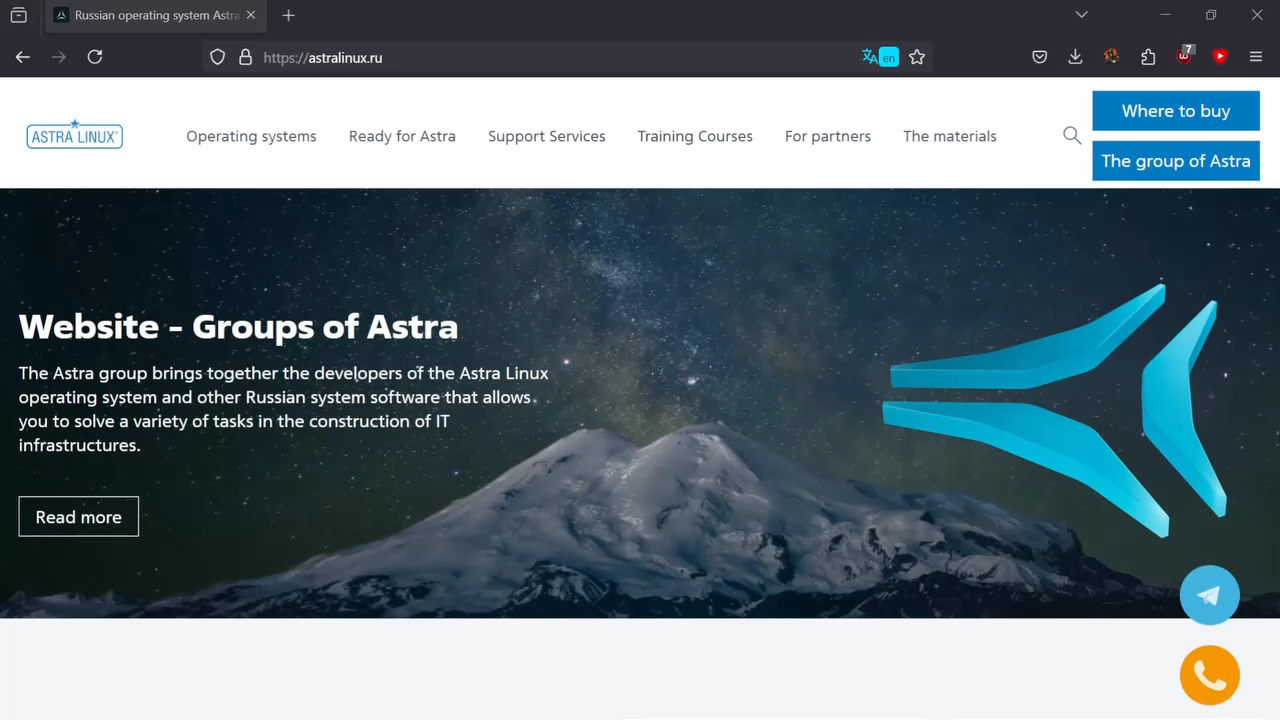 Russian operating system Astra
https://astralinux.ru
en
7
ASTRA LINUX®
Operating systems
Ready for Astra
Support Services
Training Courses
For partners
The materials
Where to buy
The group of Astra
Website - Groups of Astra
The Astra group brings together the developers of the Astra Linux
operating system and other Russian system software that allows
you to solve a variety of tasks in the construction of IT
infrastructures.
Read more